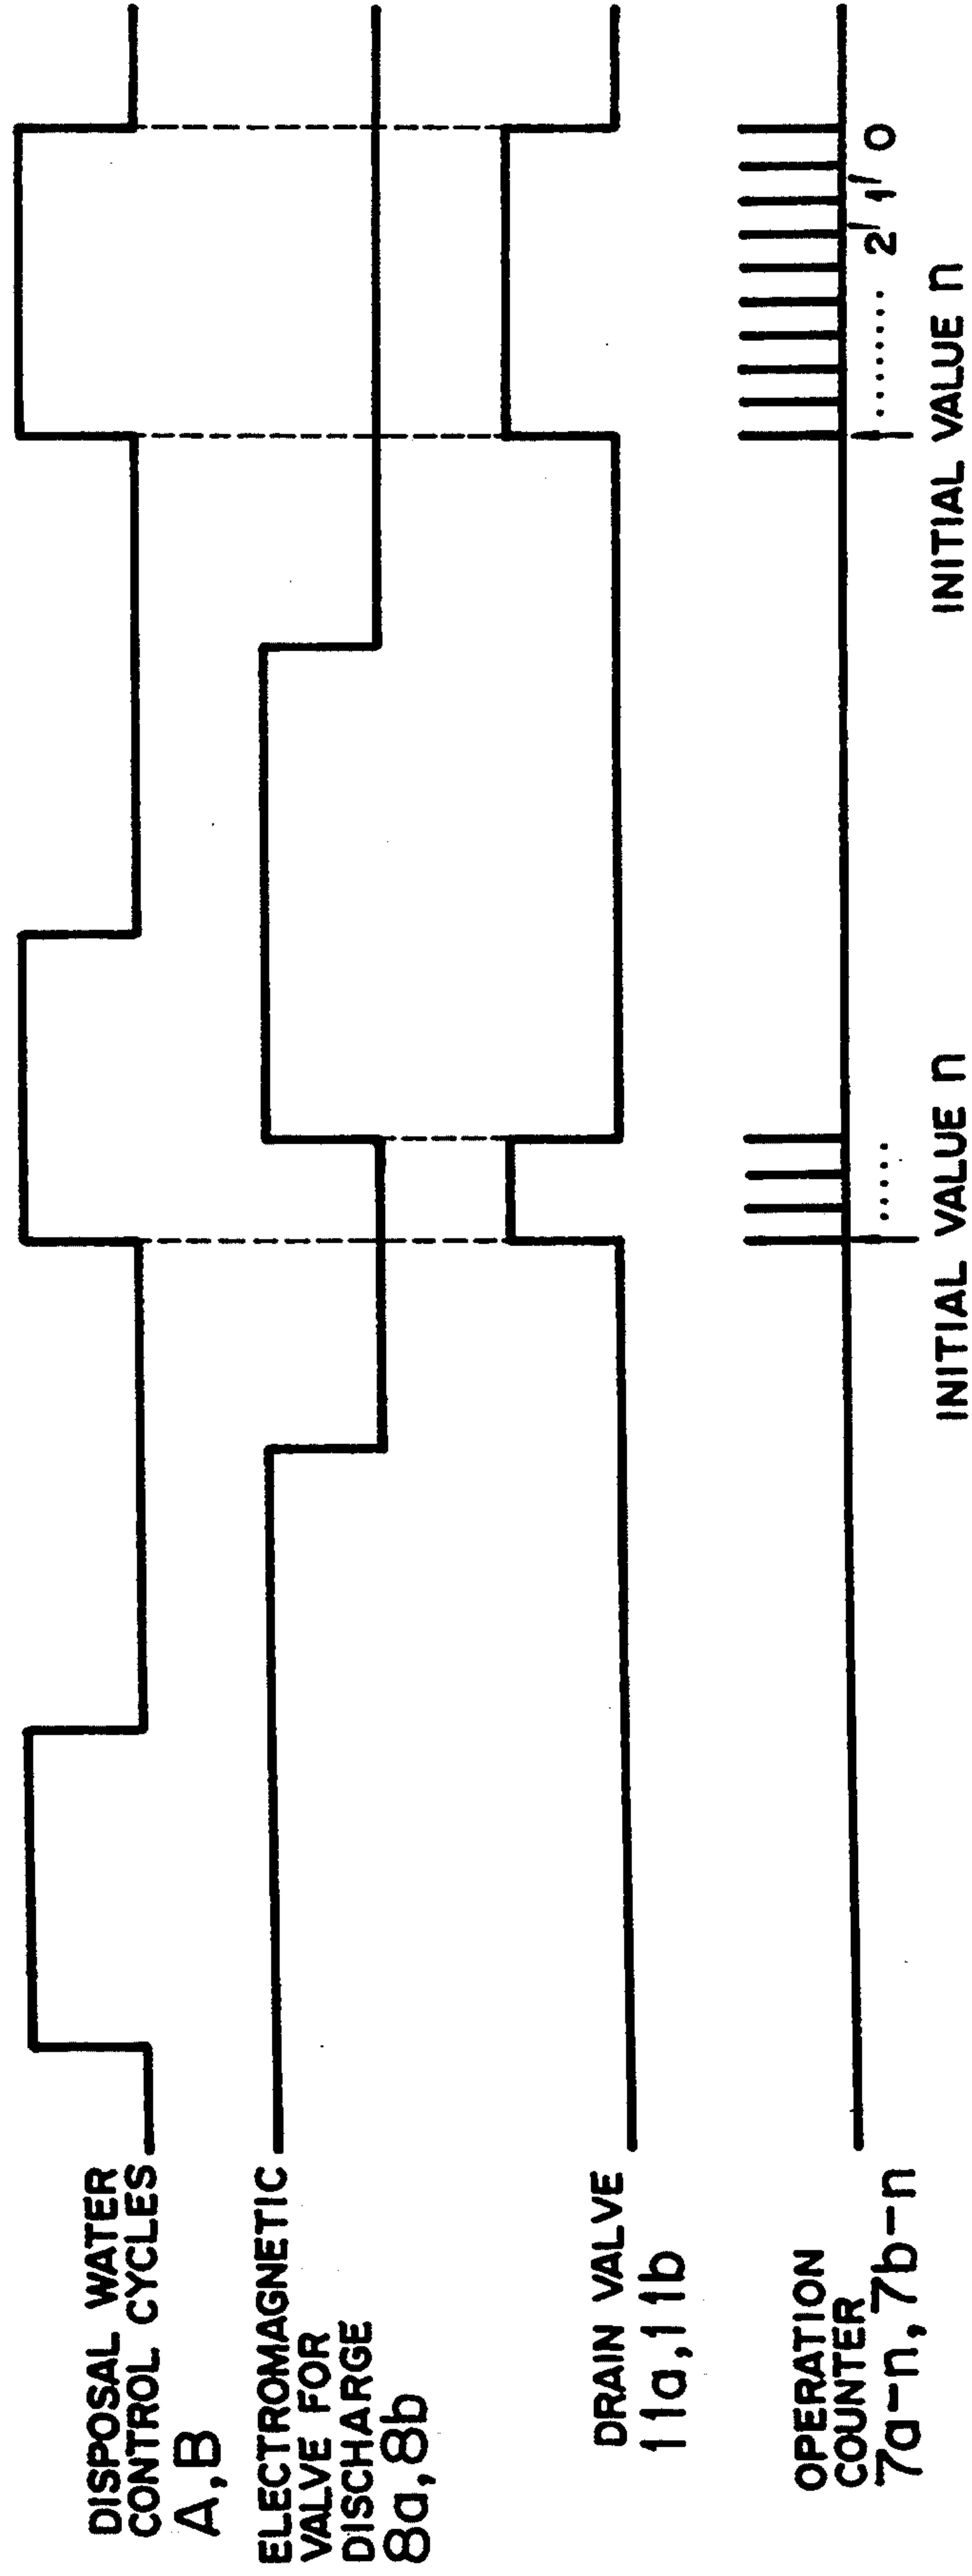 DISPOSAL WATER
CONTROL CYCLES
A,B
ELECTROMAGNETIC
VALVE FOR
DISCHARGE
8a,8b
DRAIN VALVE
11a,11b
OPERATION
COUNTER
7a-n,7b-n
INITIAL VALUE n
.....
INITIAL VALUE n
....... 2 1 0